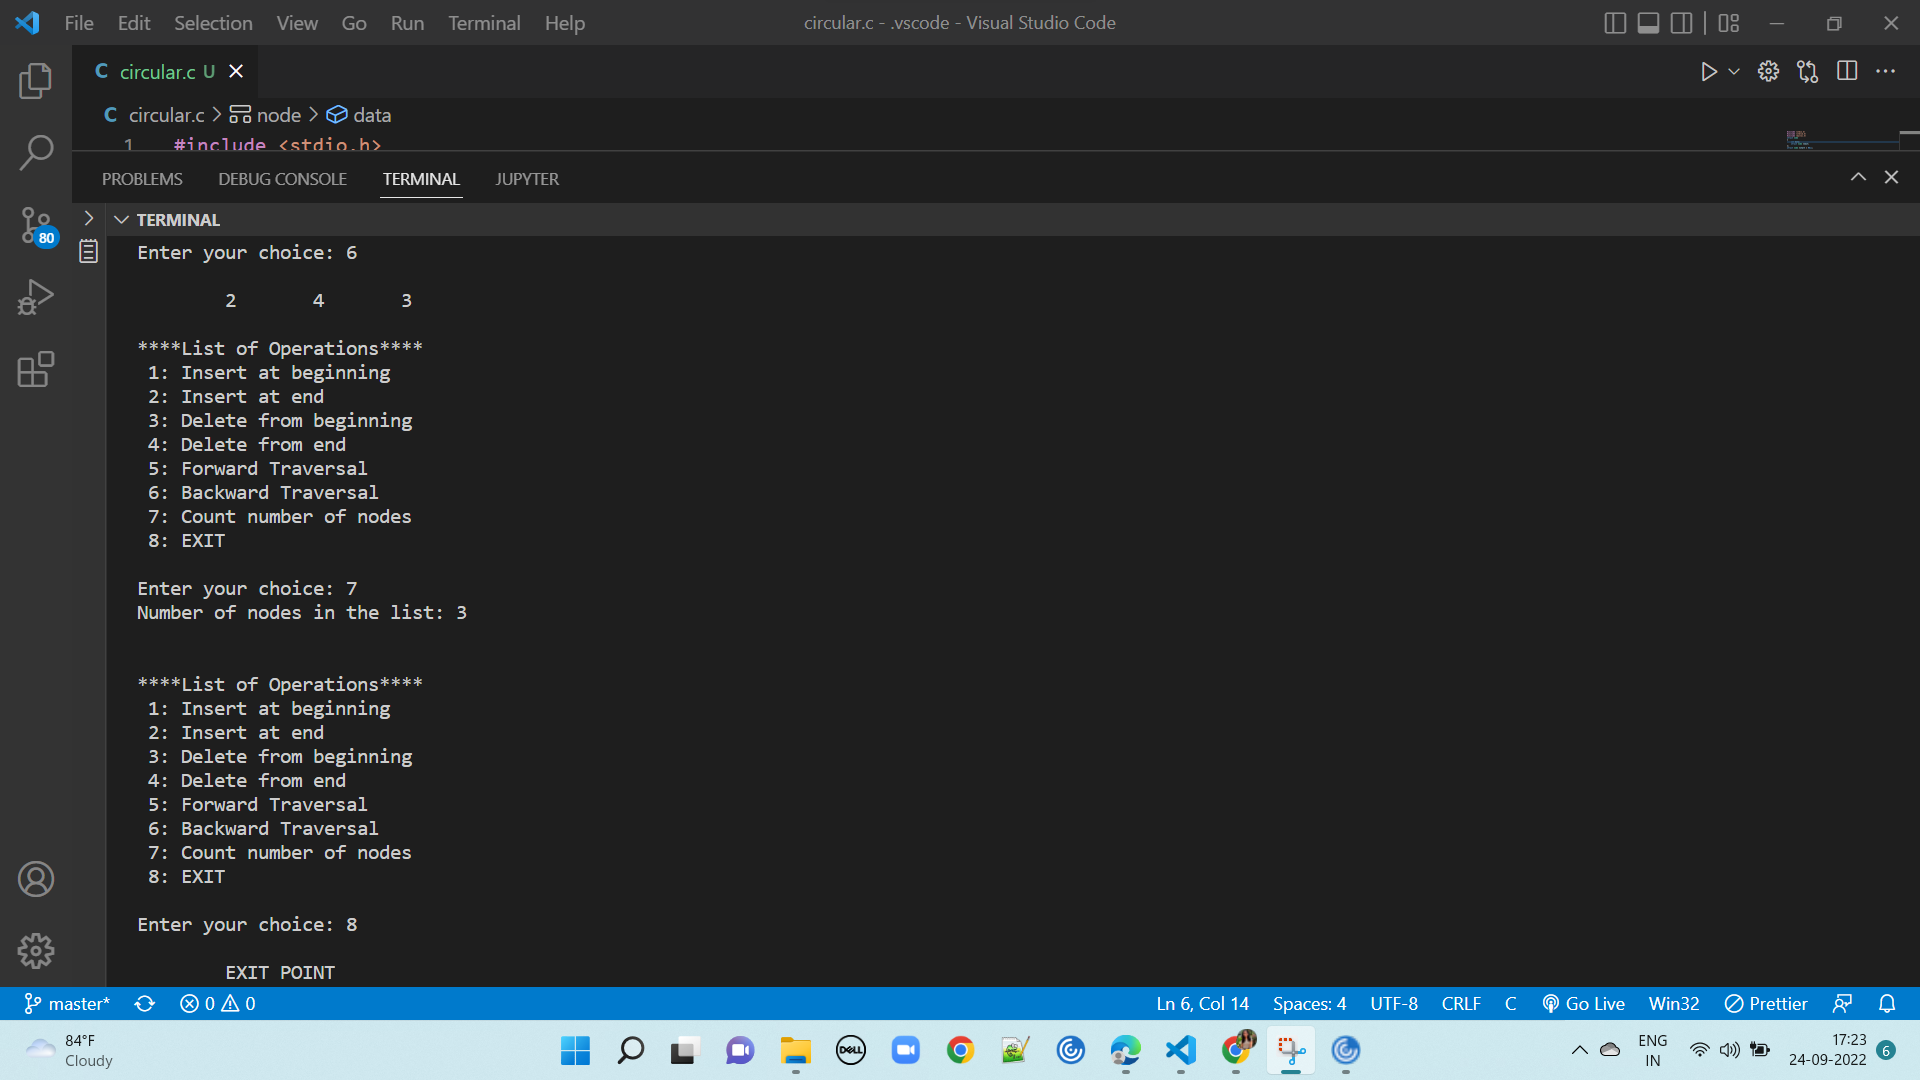 File Edit Selection View Go Run Terminal Help circular.c - .vscode - Visual Studio Code
C circular.c U
C circular.c > node > data
1 #include <stdio.h>
PROBLEMS DEBUG CONSOLE TERMINAL JUPYTER
TERMINAL
80
Enter your choice: 6
2 4 3
****List of Operations****
1: Insert at beginning
2: Insert at end
3: Delete from beginning
4: Delete from end
5: Forward Traversal
6: Backward Traversal
7: Count number of nodes
8: EXIT
Enter your choice: 7
Number of nodes in the list: 3
****List of Operations****
1: Insert at beginning
2: Insert at end
3: Delete from beginning
4: Delete from end
5: Forward Traversal
6: Backward Traversal
7: Count number of nodes
8: EXIT
Enter your choice: 8
EXIT POINT
master* 0 0 Ln 6, Col 14 Spaces: 4 UTF-8 CRLF C Go Live Win32 Prettier
84°F
Cloudy
DELL
ENG
IN
17:23
24-09-2022
6